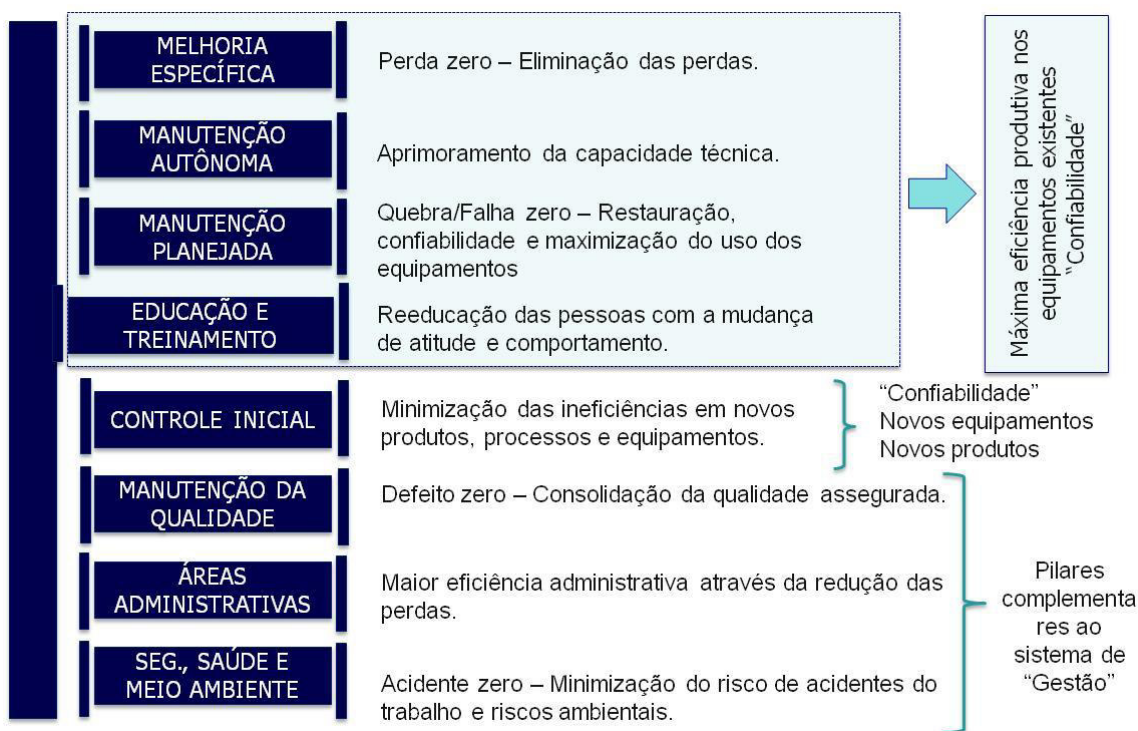 MELHORIA
ESPECÍFICA
Perda zero – Eliminação das perdas.
MANUTENÇÃO
AUTÔNOMA
Aprimoramento da capacidade técnica.
MANUTENÇÃO
PLANEJADA
Quebra/Falha zero – Restauração,
confiabilidade e maximização do uso dos
equipamentos
EDUCAÇÃO E
TREINAMENTO
Reeducação das pessoas com a mudança
de atitude e comportamento.
Máxima eficiência produtiva nos
equipamentos existentes
“Confiabilidade”
CONTROLE INICIAL
Minimização das ineficiências em novos
produtos, processos e equipamentos.
“Confiabilidade”
Novos equipamentos
Novos produtos
MANUTENÇÃO DA
QUALIDADE
Defeito zero – Consolidação da qualidade assegurada.
ÁREAS
ADMINISTRATIVAS
Maior eficiência administrativa através da redução das
perdas.
SEG., SAÚDE E
MEIO AMBIENTE
Acidente zero – Minimização do risco de acidentes do
trabalho e riscos ambientais.
Pilares
complementa
res ao
sistema de
“Gestão”